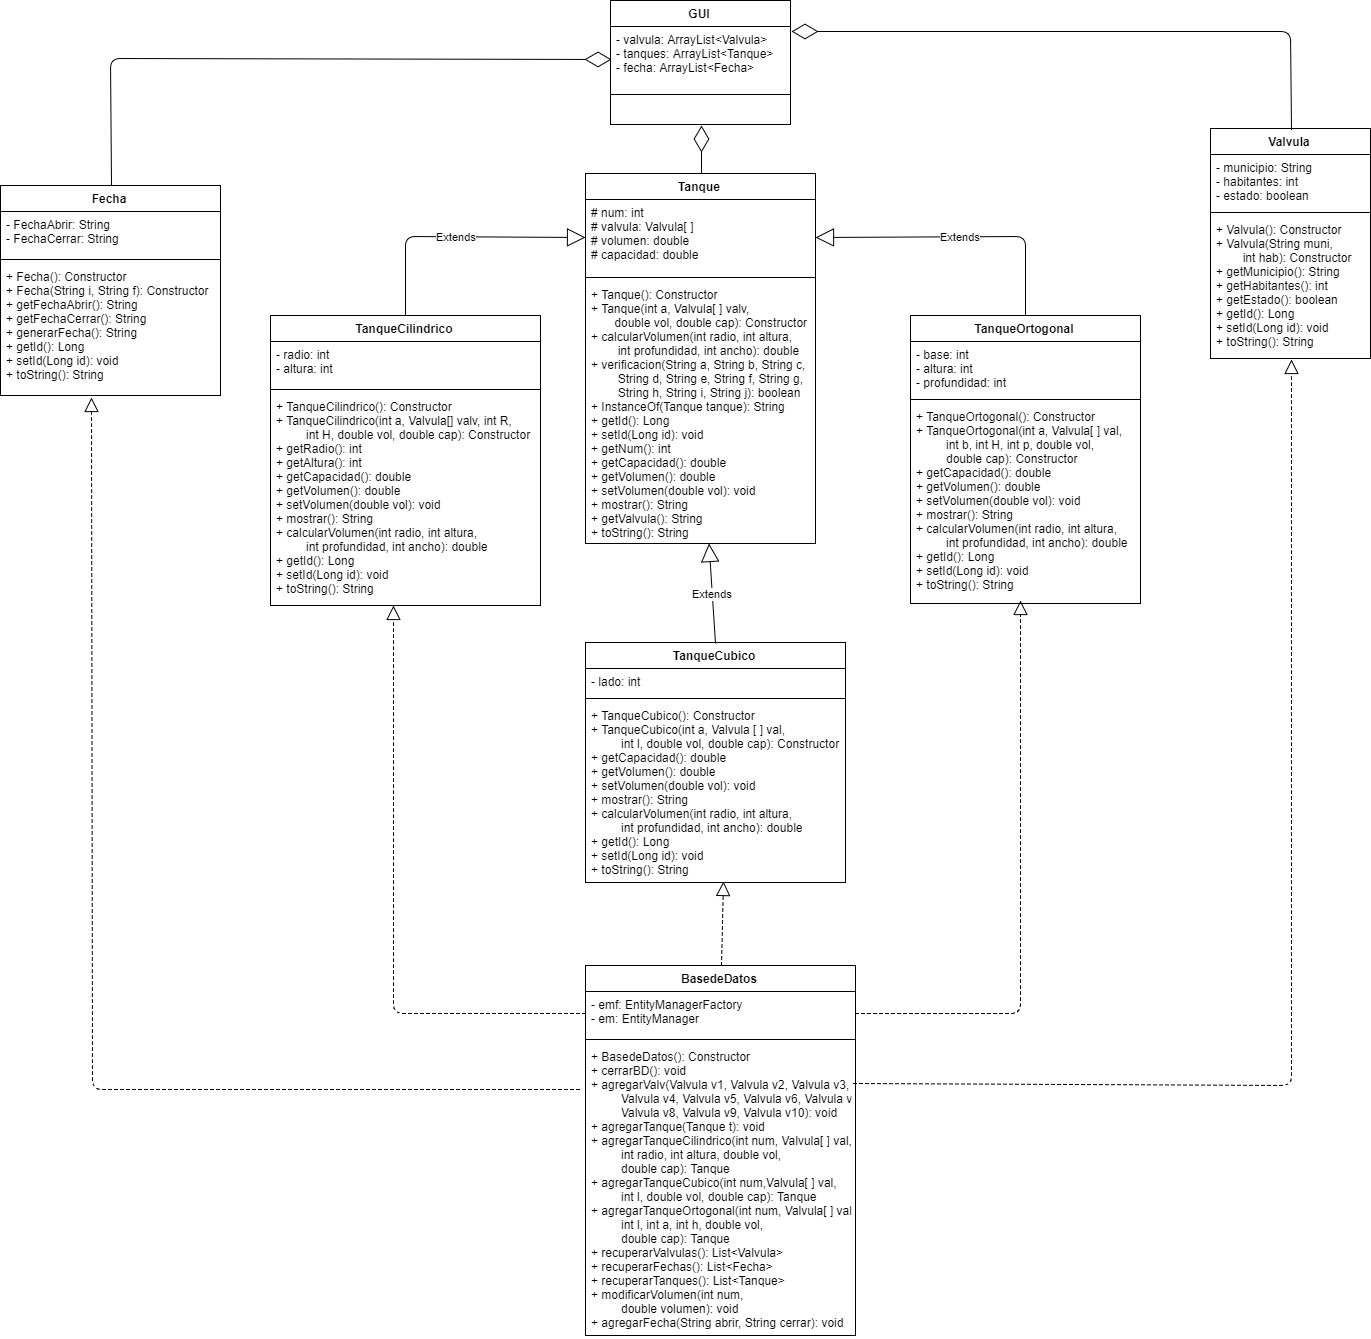 GUI
- valvula: ArrayList<Valvula>
- tanques: ArrayList<Tanque>
- fecha: ArrayList<Fecha>
Fecha
- FechaAbrir: String
- FechaCerrar: String
+ Fecha(): Constructor
+ Fecha(String i, String f): Constructor
+ getFechaAbrir(): String
+ getFechaCerrar(): String
+ generarFecha(): String
+ getId(): Long
+ setId(Long id): void
+ toString(): String
Tanque
# num: int
# valvula: Valvula[ ]
# volumen: double
# capacidad: double
+ Tanque(): Constructor
+ Tanque(int a, Valvula[ ] valv,
double vol, double cap): Constructor
+ calcularVolumen(int radio, int altura,
int profundidad, int ancho): double
+ verificacion(String a, String b, String c,
String d, String e, String f, String g,
String h, String i, String j): boolean
+ InstanceOf(Tanque tanque): String
+ getId(): Long
+ setId(Long id): void
+ getNum(): int
+ getCapacidad(): double
+ getVolumen(): double
+ setVolumen(double vol): void
+ mostrar(): String
+ getValvula(): String
+ toString(): String
Valvula
- municipio: String
- habitantes: int
- estado: boolean
+ Valvula(): Constructor
+ Valvula(String muni,
int hab): Constructor
+ getMunicipio(): String
+ getHabitantes(): int
+ getEstado(): boolean
+ getId(): Long
+ setId(Long id): void
+ toString(): String
Extends
Extends
TanqueCilindrico
- radio: int
- altura: int
+ TanqueCilindrico(): Constructor
+ TanqueCilindrico(int a, Valvula[] valv, int R,
int H, double vol, double cap): Constructor
+ getRadio(): int
+ getAltura(): int
+ getCapacidad(): double
+ getVolumen(): double
+ setVolumen(double vol): void
+ mostrar(): String
+ calcularVolumen(int radio, int altura,
int profundidad, int ancho): double
+ getId(): Long
+ setId(Long id): void
+ toString(): String
TanqueOrtogonal
- base: int
- altura: int
- profundidad: int
+ TanqueOrtogonal(): Constructor
+ TanqueOrtogonal(int a, Valvula[ ] val,
int b, int H, int p, double vol,
double cap): Constructor
+ getCapacidad(): double
+ getVolumen(): double
+ setVolumen(double vol): void
+ mostrar(): String
+ calcularVolumen(int radio, int altura,
int profundidad, int ancho): double
+ getId(): Long
+ setId(Long id): void
+ toString(): String
Extends
TanqueCubico
- lado: int
+ TanqueCubico(): Constructor
+ TanqueCubico(int a, Valvula [ ] val,
int l, double vol, double cap): Constructor
+ getCapacidad(): double
+ getVolumen(): double
+ setVolumen(double vol): void
+ mostrar(): String
+ calcularVolumen(int radio, int altura,
int profundidad, int ancho): double
+ getId(): Long
+ setId(Long id): void
+ toString(): String
BasedeDatos
- emf: EntityManagerFactory
- em: EntityManager
+ BasedeDatos(): Constructor
+ cerrarBD(): void
+ agregarValv(Valvula v1, Valvula v2, Valvula v3,
Valvula v4, Valvula v5, Valvula v6, Valvula v
Valvula v8, Valvula v9, Valvula v10): void
+ agregarTanque(Tanque t): void
+ agregarTanqueCilindrico(int num, Valvula[ ] val,
int radio, int altura, double vol,
double cap): Tanque
+ agregarTanqueCubico(int num,Valvula[ ] val,
int l, double vol, double cap): Tanque
+ agregarTanqueOrtogonal(int num, Valvula[ ] val
int l, int a, int h, double vol,
double cap): Tanque
+ recuperarValvulas(): List<Valvula>
+ recuperarFechas(): List<Fecha>
+ recuperarTanques(): List<Tanque>
+ modificarVolumen(int num,
double volumen): void
+ agregarFecha(String abrir, String cerrar): void